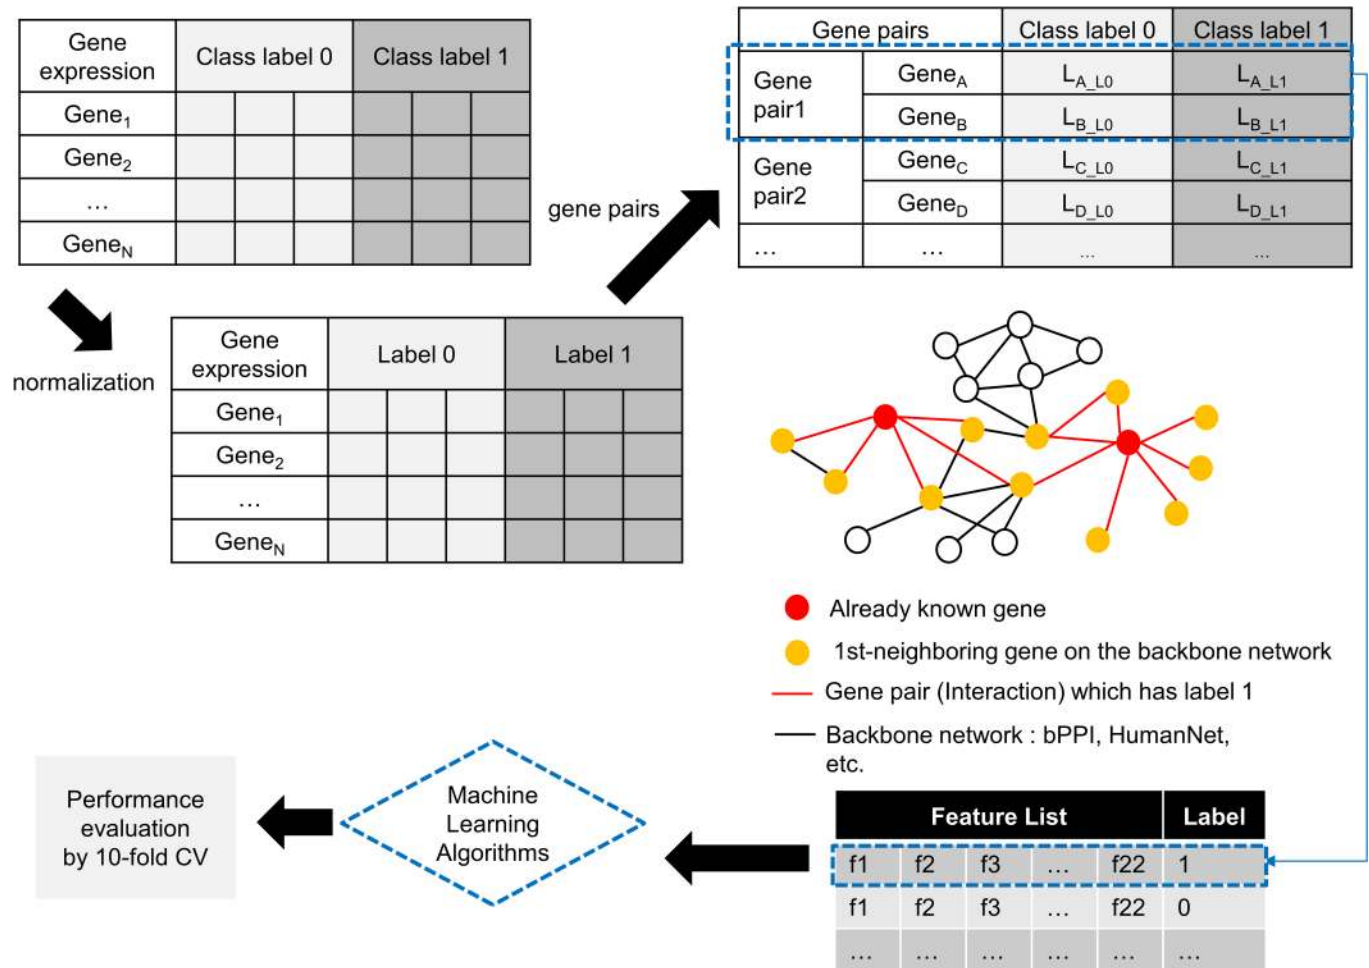 Gene expression Class label 0 Class label 1
Gene1
Gene2
...
GeneN
normalization
Gene expression Label 0 Label 1
Gene1
Gene2
...
GeneN
gene pairs
Gene pairs Class label 0 Class label 1
Gene pair1 GeneA LA_L0 LA_L1
GeneB LB_L0 LB_L1
Gene pair2 GeneC LC_L0 LC_L1
GeneD LD_L0 LD_L1
... ... ... ...
Already known gene
1st-neighboring gene on the backbone network
Gene pair (Interaction) which has label 1
Backbone network : bPPI, HumanNet,
etc.
Feature List Label
f1 f2 f3 ... f22 1
f1 f2 f3 ... f22 0
... ... ... ... ... ...
Machine
Learning
Algorithms
Performance
evaluation
by 10-fold CV